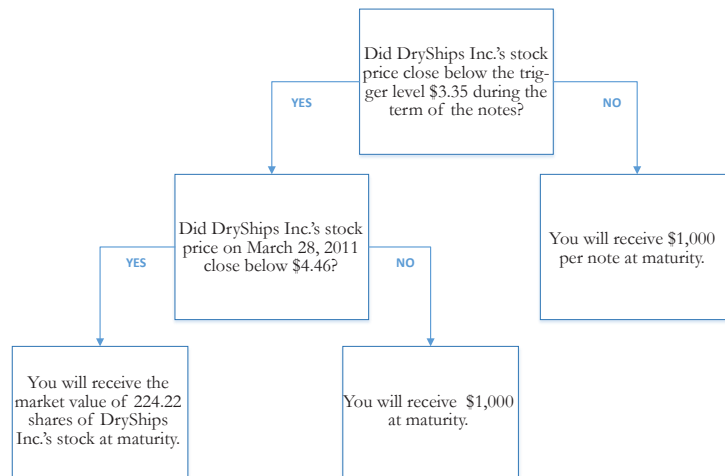 Did DryShips Inc.'s stock
price close below the trig-
ger level $3.35 during the
term of the notes?
YES
NO
Did DryShips Inc.'s stock
price on March 28, 2011
close below $4.46?
You will receive $1,000
per note at maturity.
YES
NO
You will receive the
market value of 224.22
shares of DryShips
Inc.'s stock at maturity.
You will receive $1,000
at maturity.